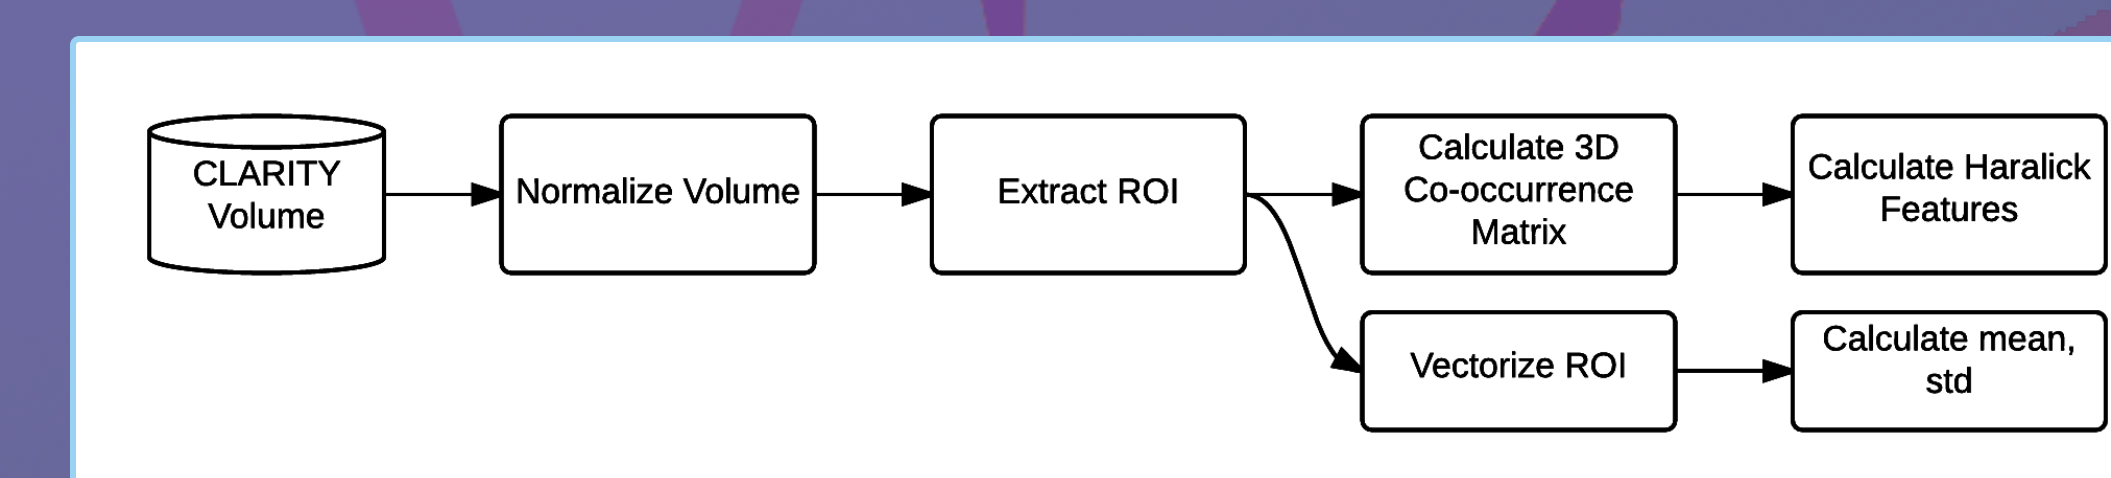 CLARITY
Volume
Normalize Volume
Extract ROI
Calculate 3D
Co-occurrence
Matrix
Calculate Haralick
Features
Vectorize ROI
Calculate mean,
std